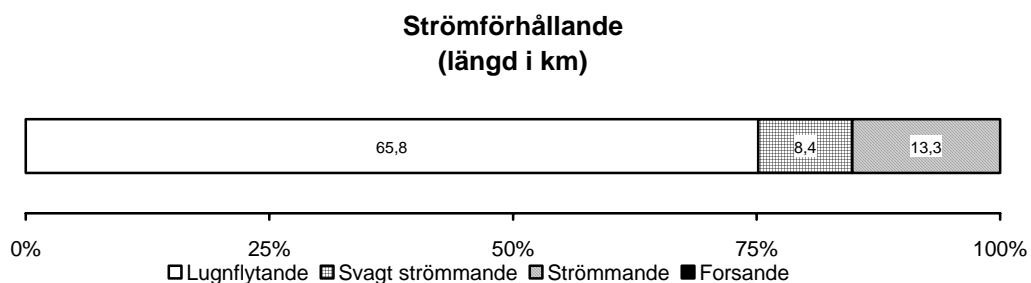 Strömförhållande
(längd i km)
65,8 8,4 13,3
0% 25% 50% 75% 100%
Lugnflytande Svagt strömmande Strömmande Forsande